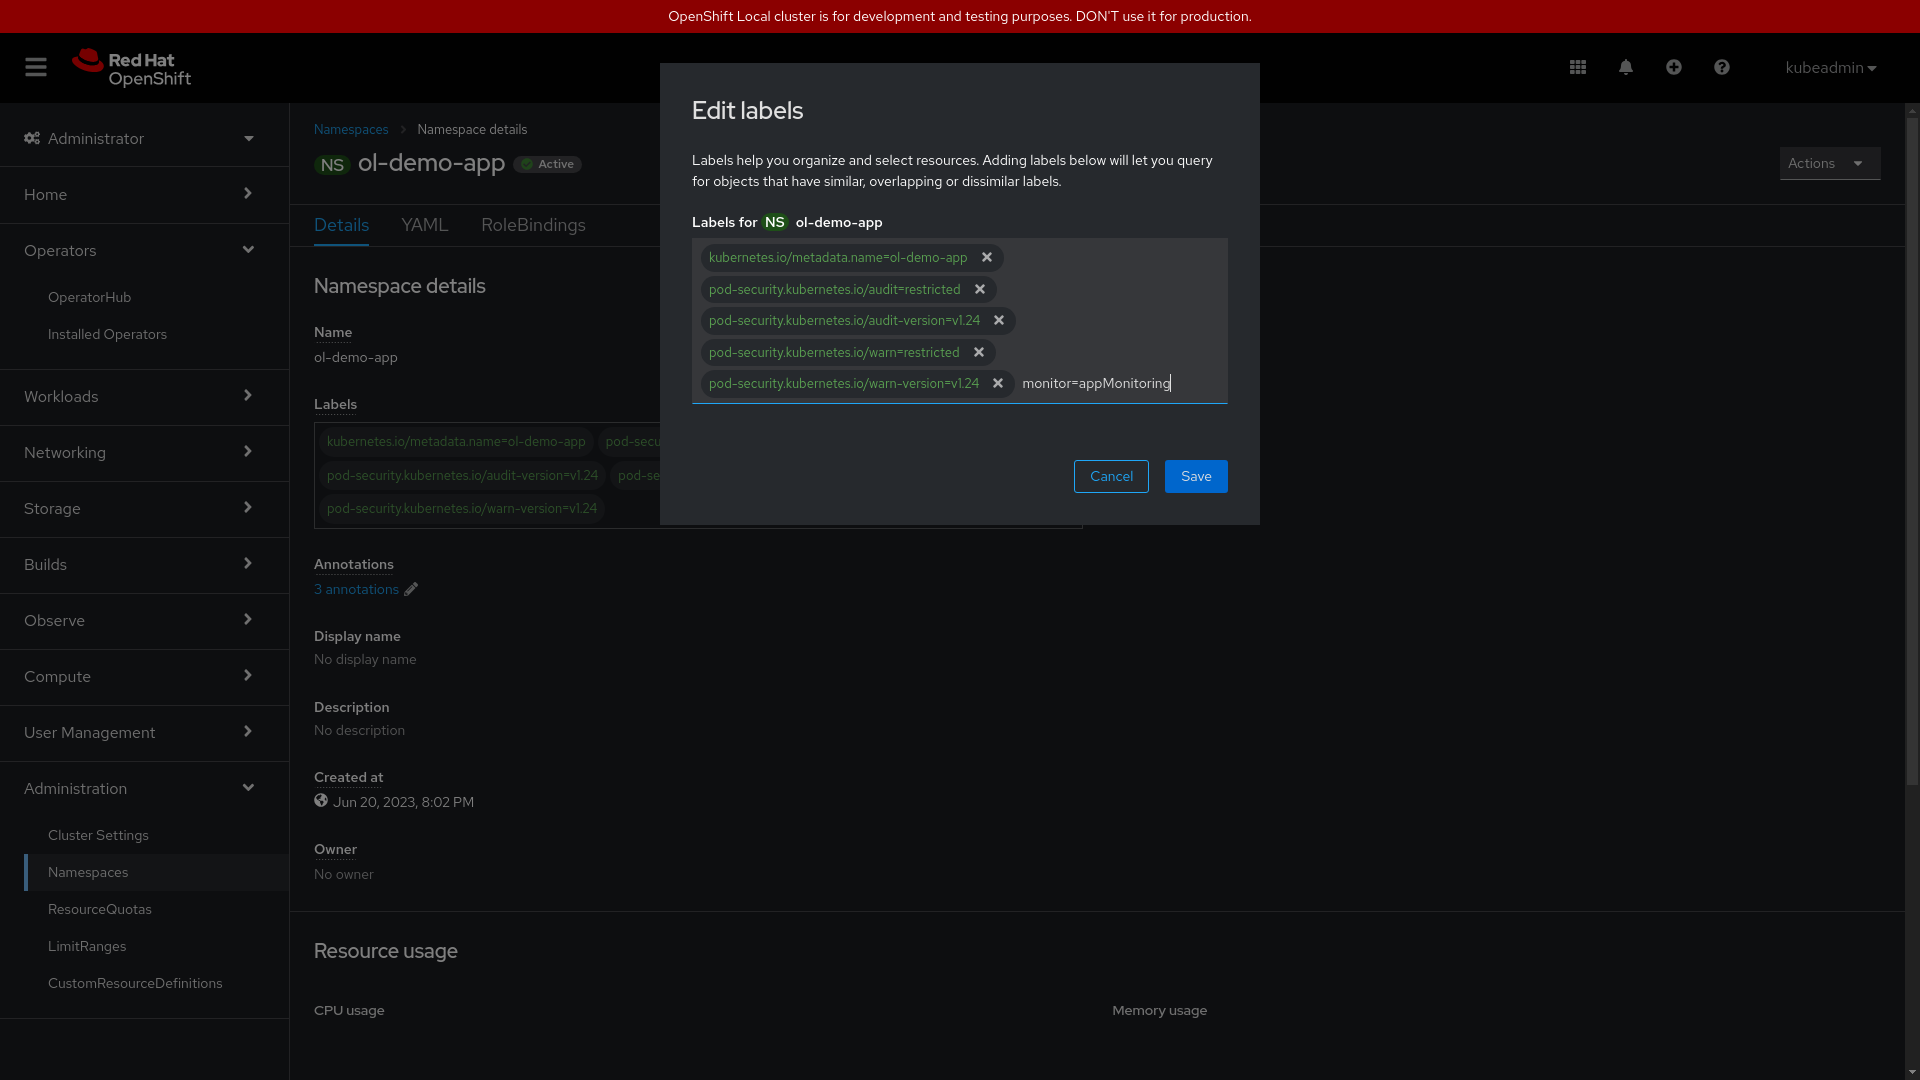 OpenShift Local cluster is for development and testing purposes. DON'T use it for production.
Red Hat
OpenShift
kubeadmin
Administrator
Home
Operators
OperatorHub
Installed Operators
Workloads
Networking
Storage
Builds
Observe
Compute
User Management
Administration
Cluster Settings
Namespaces
ResourceQuotas
LimitRanges
CustomResourceDefinitions
Namespaces > Namespace details
NS ol-demo-app Active
Actions
Details YAML RoleBindings
Namespace details
Name
ol-demo-app
Labels
kubernetes.io/metadata.name=ol-demo-app pod-secu
pod-security.kubernetes.io/audit-version=v1.24 pod-se
pod-security.kubernetes.io/warn-version=v1.24
Annotations
3 annotations
Display name
No display name
Description
No description
Created at
Jun 20, 2023, 8:02 PM
Owner
No owner
Resource usage
CPU usage
Memory usage
Edit labels
Labels help you organize and select resources. Adding labels below will let you query
for objects that have similar, overlapping or dissimilar labels.
Labels for NS ol-demo-app
kubernetes.io/metadata.name=ol-demo-app
pod-security.kubernetes.io/audit=restricted
pod-security.kubernetes.io/audit-version=v1.24
pod-security.kubernetes.io/warn=restricted
pod-security.kubernetes.io/warn-version=v1.24 monitor=appMonitoring
Cancel Save